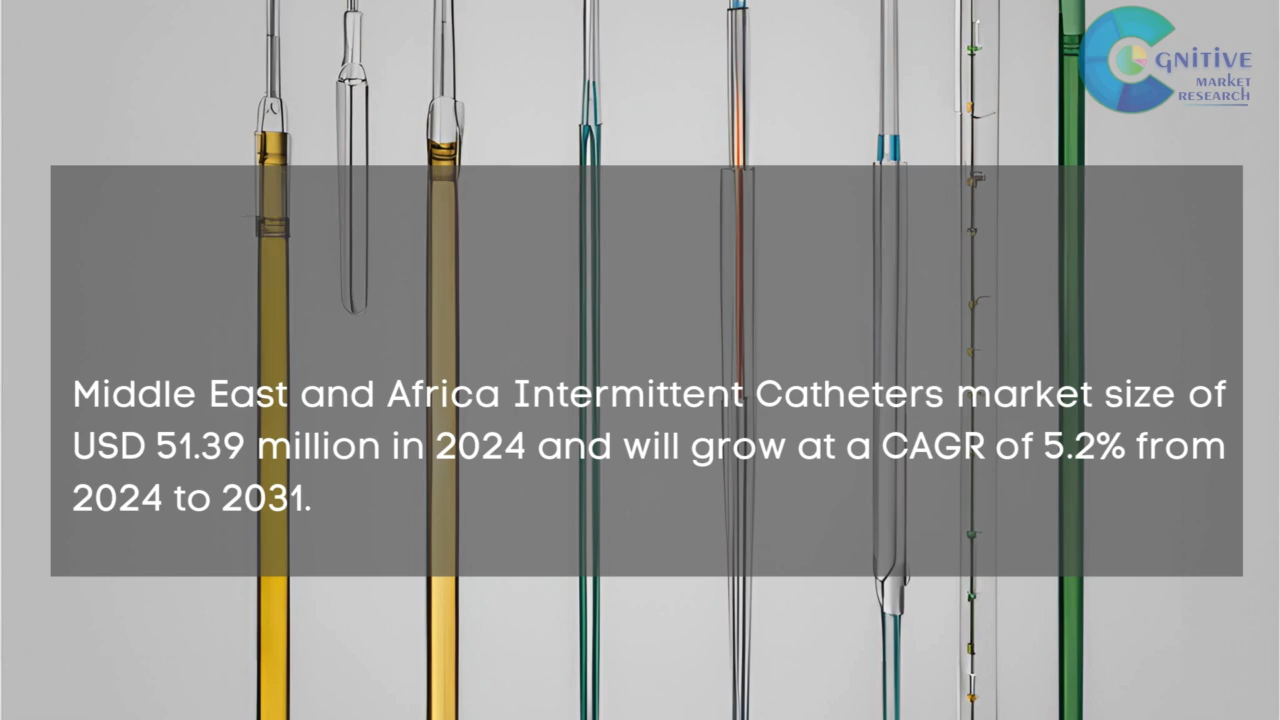 GNITIVE
MARKET
RESEARCH
Middle East and Africa Intermittent Catheters market size of
USD 51.39 million in 2024 and will grow at a CAGR of 5.2% from
2024 to 2031.